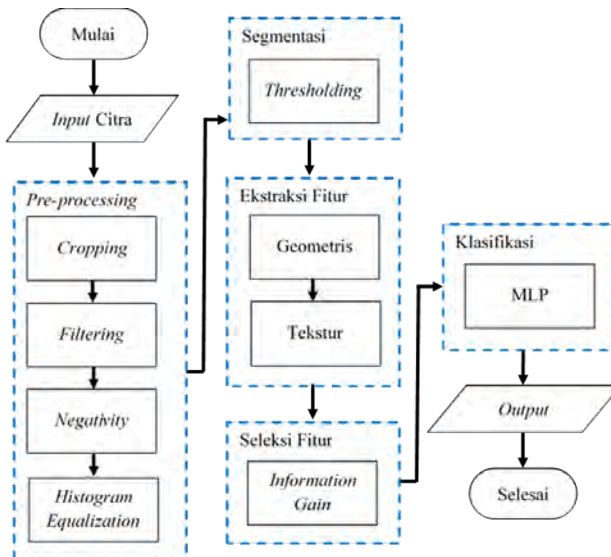 Mulai
Input Citra
Pre-processing
Cropping
Filtering
Negativity
Histogram
Equalization
Segmentasi
Thresholding
Ekstraksi Fitur
Geometris
Tekstur
Seleksi Fitur
Information
Gain
Klasifikasi
MLP
Output
Selesai